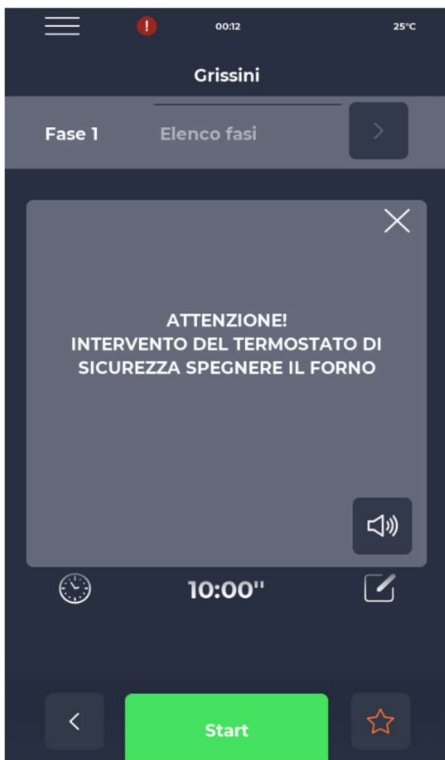 00:12
25°C
Grissini
Fase 1
Elenco fasi
ATTENZIONE!
INTERVENTO DEL TERMOSTATO DI
SICUREZZA SPEGNERE IL FORNO
10:00"
Start